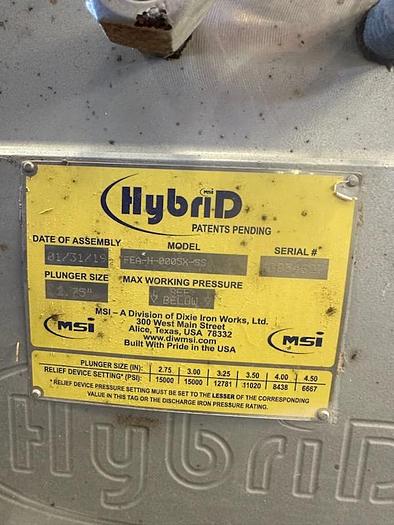 MSI
HybriD
PATENTS PENDING
DATE OF ASSEMBLY MODEL SERIAL #
01/31/19 FEA-H-000SX-SS
PLUNGER SIZE MAX WORKING PRESSURE
2.75" SEE
BELOW
MSI – A Division of Dixie Iron Works, Ltd.
300 West Main Street
Alice, Texas, USA 78332
www.diwmsi.com
Built With Pride in the USA
MSI MSI
PLUNGER SIZE (IN): 2.75 3.00 3.25 3.50 4.00 4.50
RELIEF DEVICE SETTING* (PSI): 15000 15000 12781 11020 8438 6667
* RELIEF DEVICE PRESSURE SETTING MUST BE SET TO THE LESSER OF THE CORRESPONDING
VALUE IN THIS TAG OR THE DISCHARGE IRON PRESSURE RATING.
HybriD